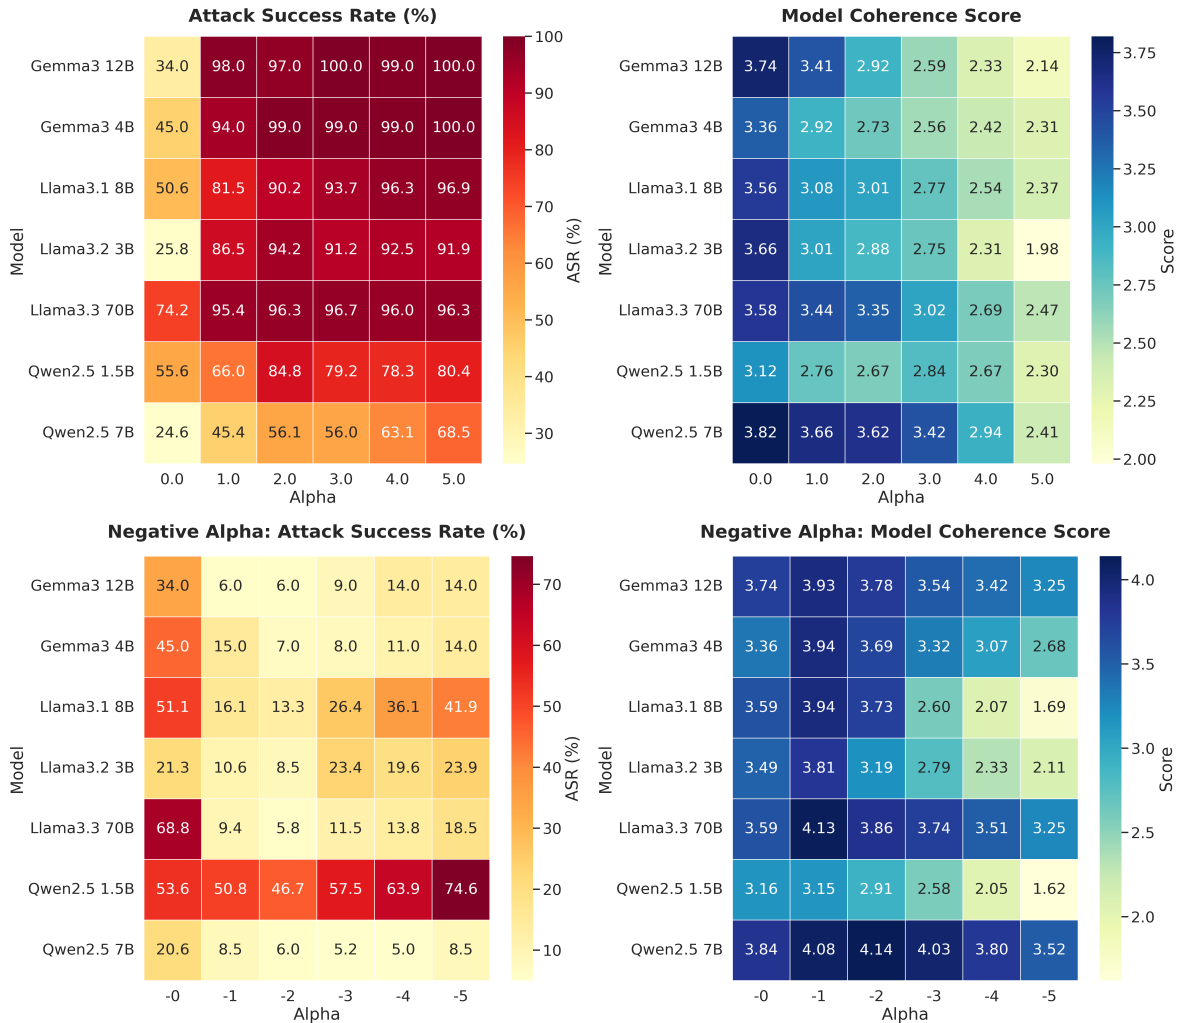 Attack Success Rate (%)
Model
Gemma3 12B 34.0 98.0 97.0 100.0 99.0 100.0
Gemma3 4B 45.0 94.0 99.0 99.0 99.0 100.0
Llama3.1 8B 50.6 81.5 90.2 93.7 96.3 96.9
Llama3.2 3B 25.8 86.5 94.2 91.2 92.5 91.9
Llama3.3 70B 74.2 95.4 96.3 96.7 96.0 96.3
Qwen2.5 1.5B 55.6 66.0 84.8 79.2 78.3 80.4
Qwen2.5 7B 24.6 45.4 56.1 56.0 63.1 68.5
0.0 1.0 2.0 3.0 4.0 5.0
Alpha
100
90
80
70
60
50
40
30
ASR (%)
Model Coherence Score
Model
Gemma3 12B 3.74 3.41 2.92 2.59 2.33 2.14
Gemma3 4B 3.36 2.92 2.73 2.56 2.42 2.31
Llama3.1 8B 3.56 3.08 3.01 2.77 2.54 2.37
Llama3.2 3B 3.66 3.01 2.88 2.75 2.31 1.98
Llama3.3 70B 3.58 3.44 3.35 3.02 2.69 2.47
Qwen2.5 1.5B 3.12 2.76 2.67 2.84 2.67 2.30
Qwen2.5 7B 3.82 3.66 3.62 3.42 2.94 2.41
0.0 1.0 2.0 3.0 4.0 5.0
Alpha
3.75
3.50
3.25
3.00
2.75
2.50
2.25
2.00
Score
Negative Alpha: Attack Success Rate (%)
Model
Gemma3 12B 34.0 6.0 6.0 9.0 14.0 14.0
Gemma3 4B 45.0 15.0 7.0 8.0 11.0 14.0
Llama3.1 8B 51.1 16.1 13.3 26.4 36.1 41.9
Llama3.2 3B 21.3 10.6 8.5 23.4 19.6 23.9
Llama3.3 70B 68.8 9.4 5.8 11.5 13.8 18.5
Qwen2.5 1.5B 53.6 50.8 46.7 57.5 63.9 74.6
Qwen2.5 7B 20.6 8.5 6.0 5.2 5.0 8.5
-0 -1 -2 -3 -4 -5
Alpha
70
60
50
40
30
20
10
ASR (%)
Negative Alpha: Model Coherence Score
Model
Gemma3 12B 3.74 3.93 3.78 3.54 3.42 3.25
Gemma3 4B 3.36 3.94 3.69 3.32 3.07 2.68
Llama3.1 8B 3.59 3.94 3.73 2.60 2.07 1.69
Llama3.2 3B 3.49 3.81 3.19 2.79 2.33 2.11
Llama3.3 70B 3.59 4.13 3.86 3.74 3.51 3.25
Qwen2.5 1.5B 3.16 3.15 2.91 2.58 2.05 1.62
Qwen2.5 7B 3.84 4.08 4.14 4.03 3.80 3.52
-0 -1 -2 -3 -4 -5
Alpha
4.0
3.5
3.0
2.5
2.0
Score